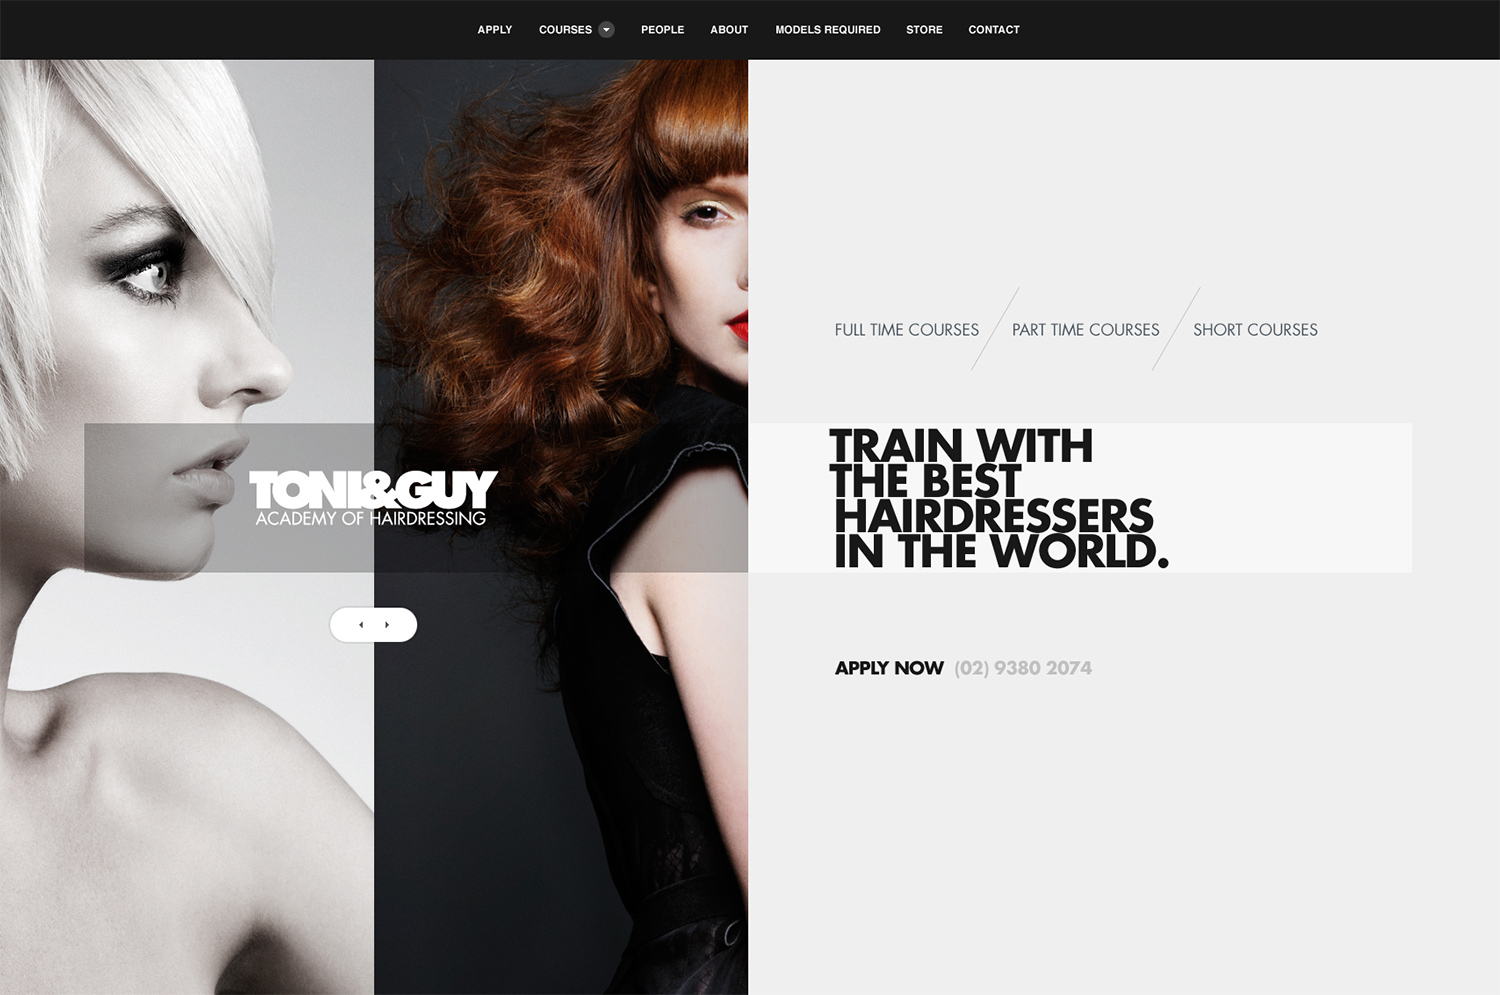 APPLY COURSES PEOPLE ABOUT MODELS REQUIRED STORE CONTACT
TONI&GUY
ACADEMY OF HAIRDRESSING
FULL TIME COURSES PART TIME COURSES SHORT COURSES
TRAIN WITH
THE BEST
HAIRDRESSERS
IN THE WORLD.
APPLY NOW (02) 9380 2074